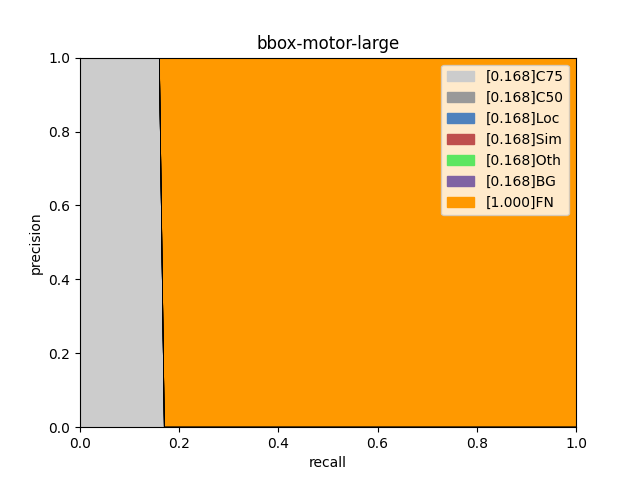 bbox-motor-large
1.0
0.8
0.6
0.4
0.2
0.0
precision
[0.168]C75
[0.168]C50
[0.168]Loc
[0.168]Sim
[0.168]Oth
[0.168]BG
[1.000]FN
0.0 0.2 0.4 0.6 0.8 1.0
recall